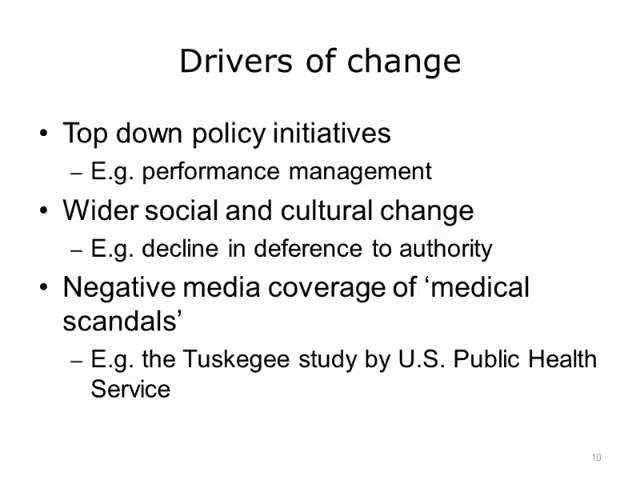 Drivers of change
• Top down policy initiatives
– E.g. performance management
• Wider social and cultural change
– E.g. decline in deference to authority
• Negative media coverage of ‘medical
scandals’
– E.g. the Tuskegee study by U.S. Public Health
Service
10